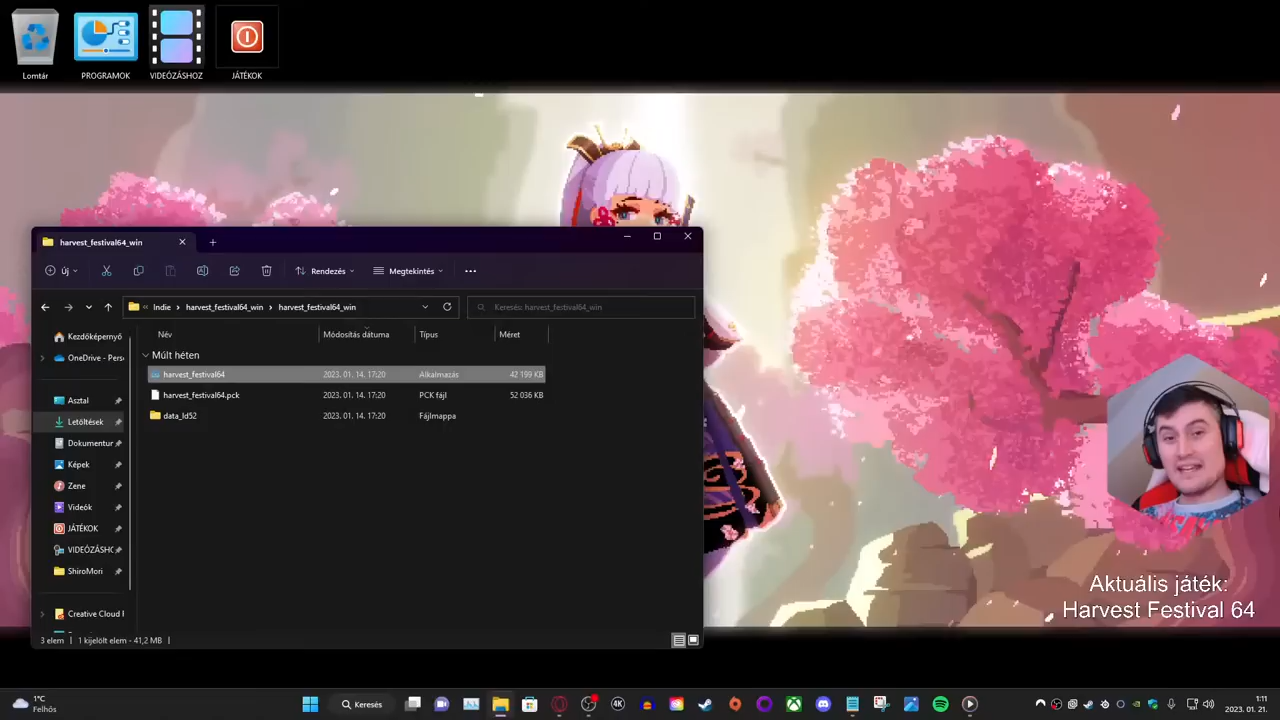 Lomtár
PROGRAMOK
VIDEÓZÁSHOZ
JÁTÉKOK
harvest_festival64_win
Új
Rendezés
Megtekintés
Indie > harvest_festival64_win > harvest_festival64_win
Keresés: harvest_festival64_win
Név Módosítás dátuma Típus Méret
Kezdőképernyő
OneDrive - Pers
Asztal
Letöltések
Dokumentur
Képek
Zene
Videók
JÁTÉKOK
VIDEÓZÁSHO
ShiroMori
Creative Cloud
Múlt héten
harvest_festival64 2023. 01. 14. 17:20 Alkalmazás 42 199 KB
harvest_festival64.pck 2023. 01. 14. 17:20 PCK fájl 52 036 KB
data_ld52 2023. 01. 14. 17:20 Fájlmappa
3 elem 1 kijelölt elem - 41,2 MB
Aktuális játék:
Harvest Festival 64
1°C
Felhős
Keresés
4K
1:11
2023. 01. 21.